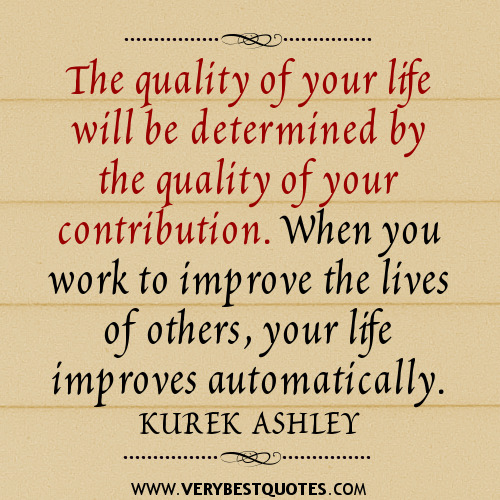 The quality of your life
will be determined by
the quality of your
contribution. When you
work to improve the lives
of others, your life
improves automatically.
KUREK ASHLEY
WWW.VERYBESTQUOTES.COM